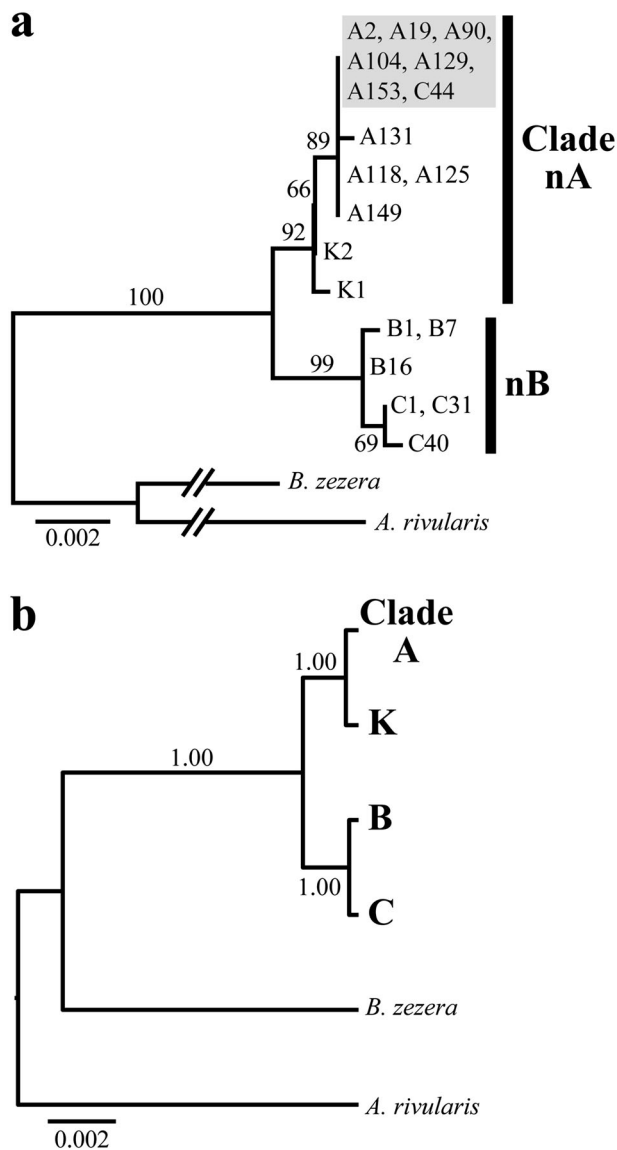 a
A2, A19, A90,
A104, A129,
A153, C44
89
A131
Clade
nA
A118, A125
66
A149
92
K2
K1
100
B1, B7
99
B16
nB
C1, C31
69
C40
B. zezera
A. rivularis
0.002
b
Clade
A
1.00
K
1.00
B
1.00
C
B. zezera
A. rivularis
0.002